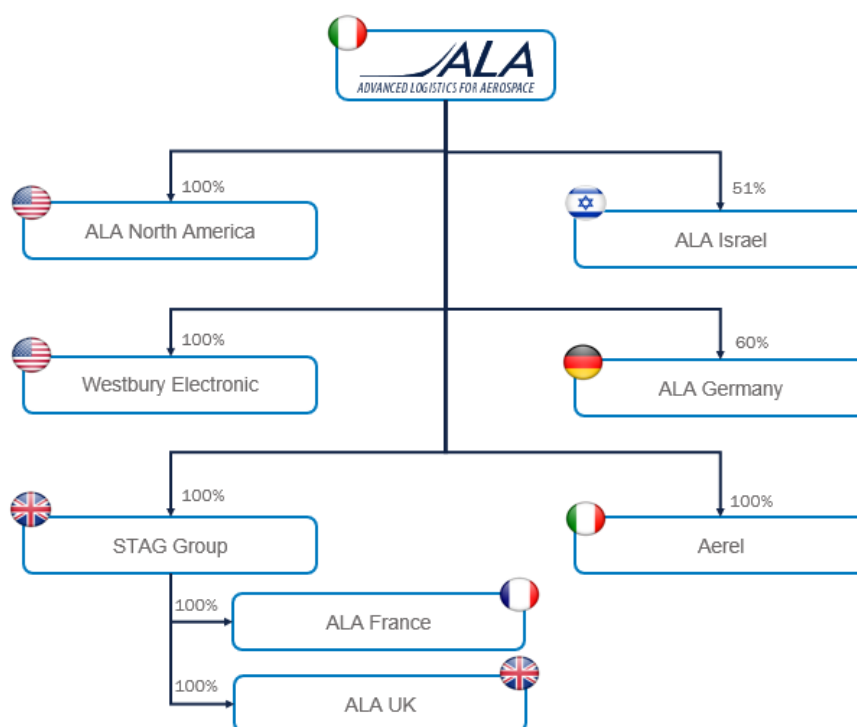 ALA
ADVANCED LOGISTICS FOR AEROSPACE
100%
51%
ALA North America
ALA Israel
100%
60%
Westbury Electronic
ALA Germany
100%
100%
STAG Group
Aerel
100%
ALA France
100%
ALA UK